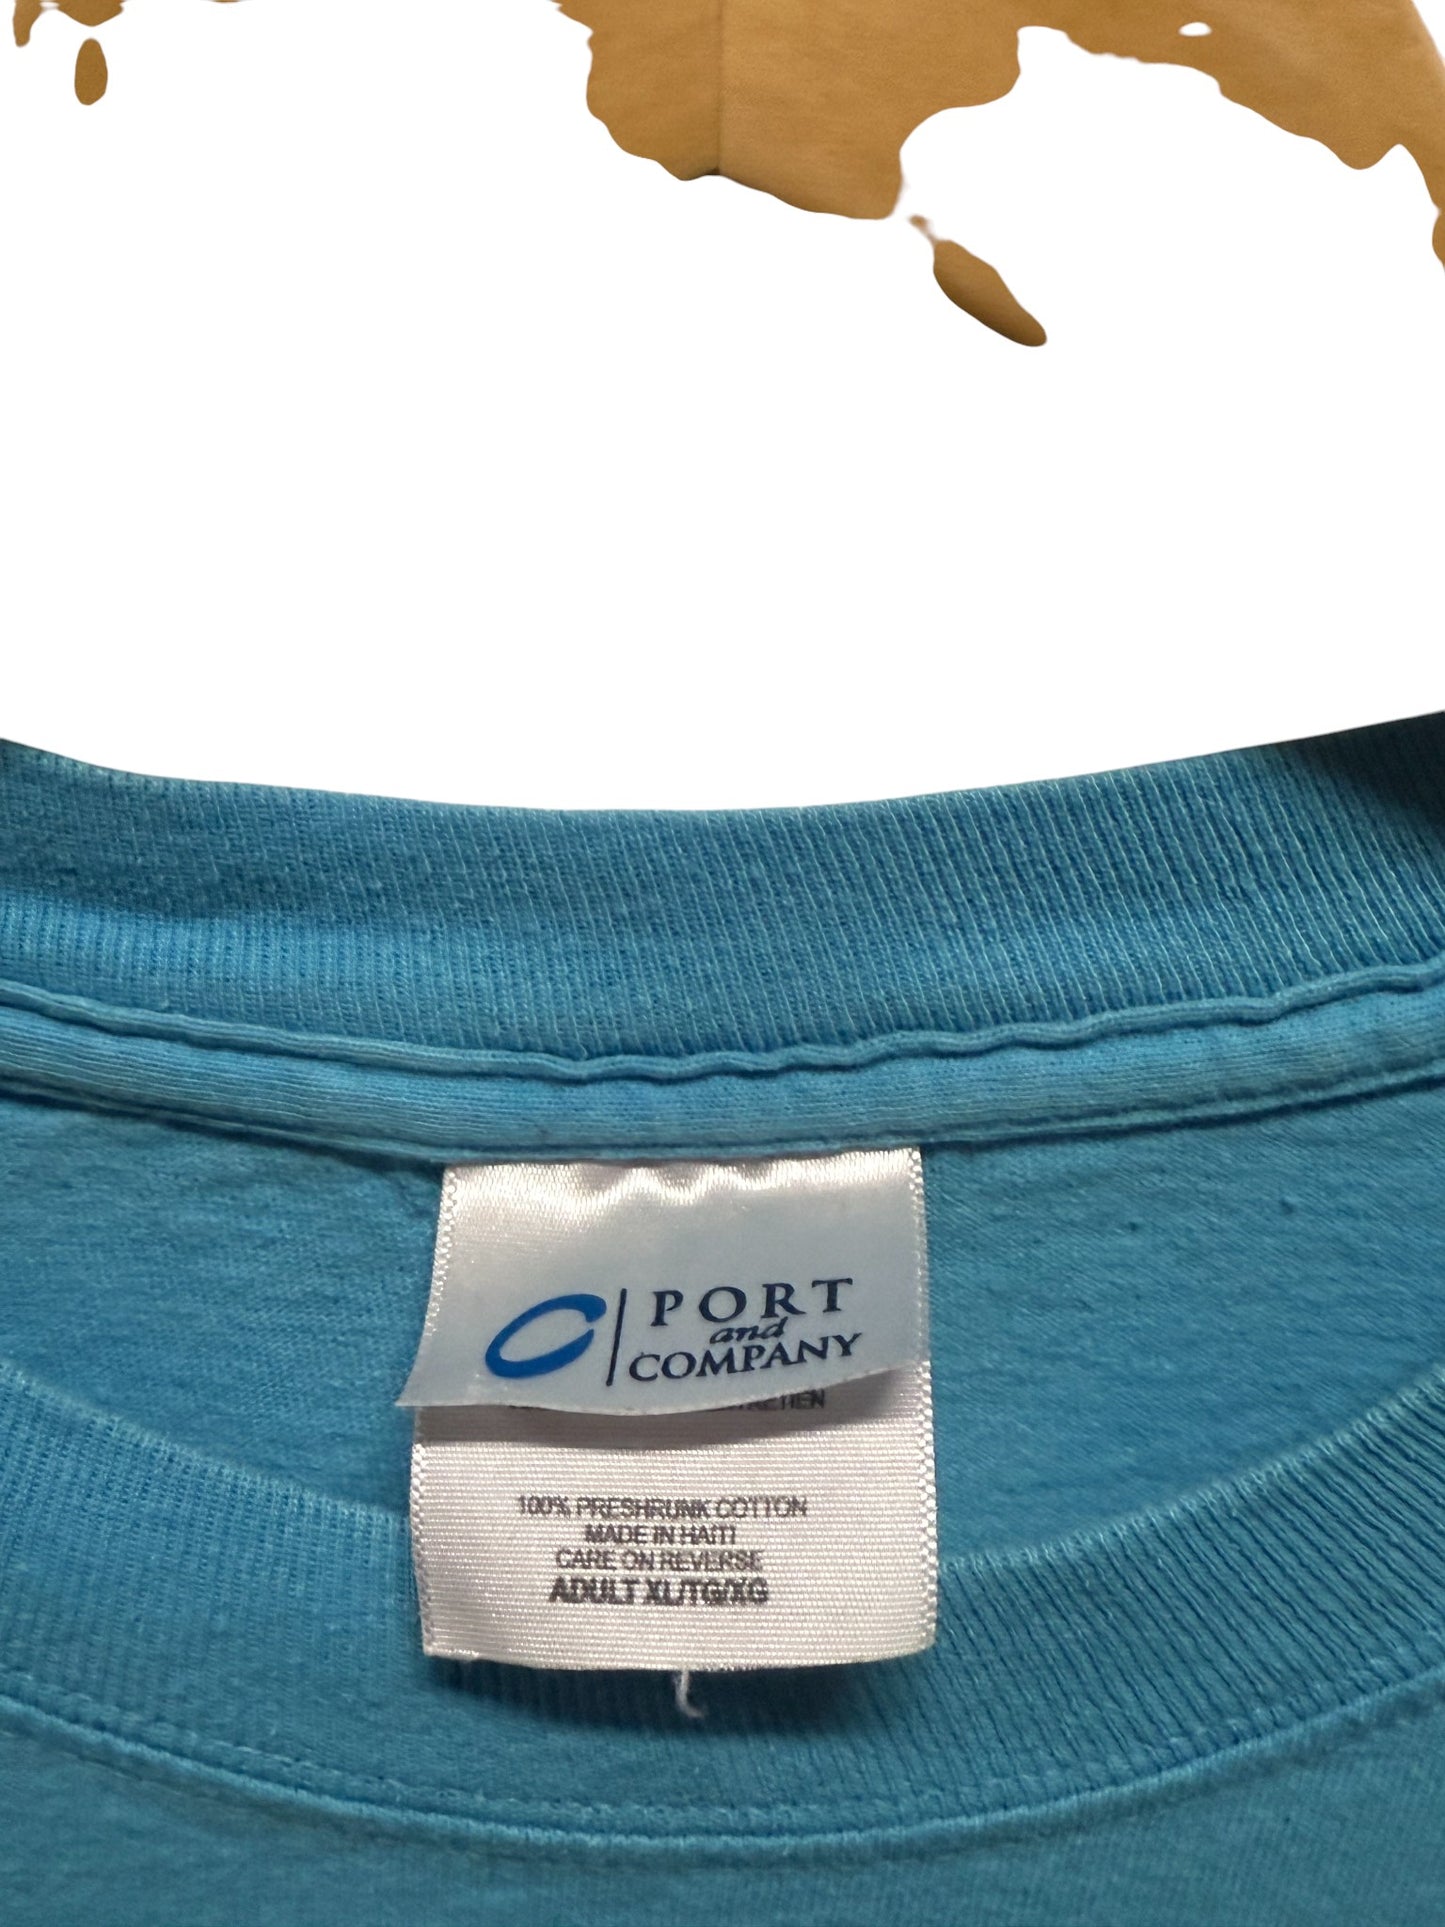 PORT
and
COMPANY
100% PRESHRUNK COTTON
MADE IN HAITI
CARE ON REVERSE
ADULT XL/TG/XG